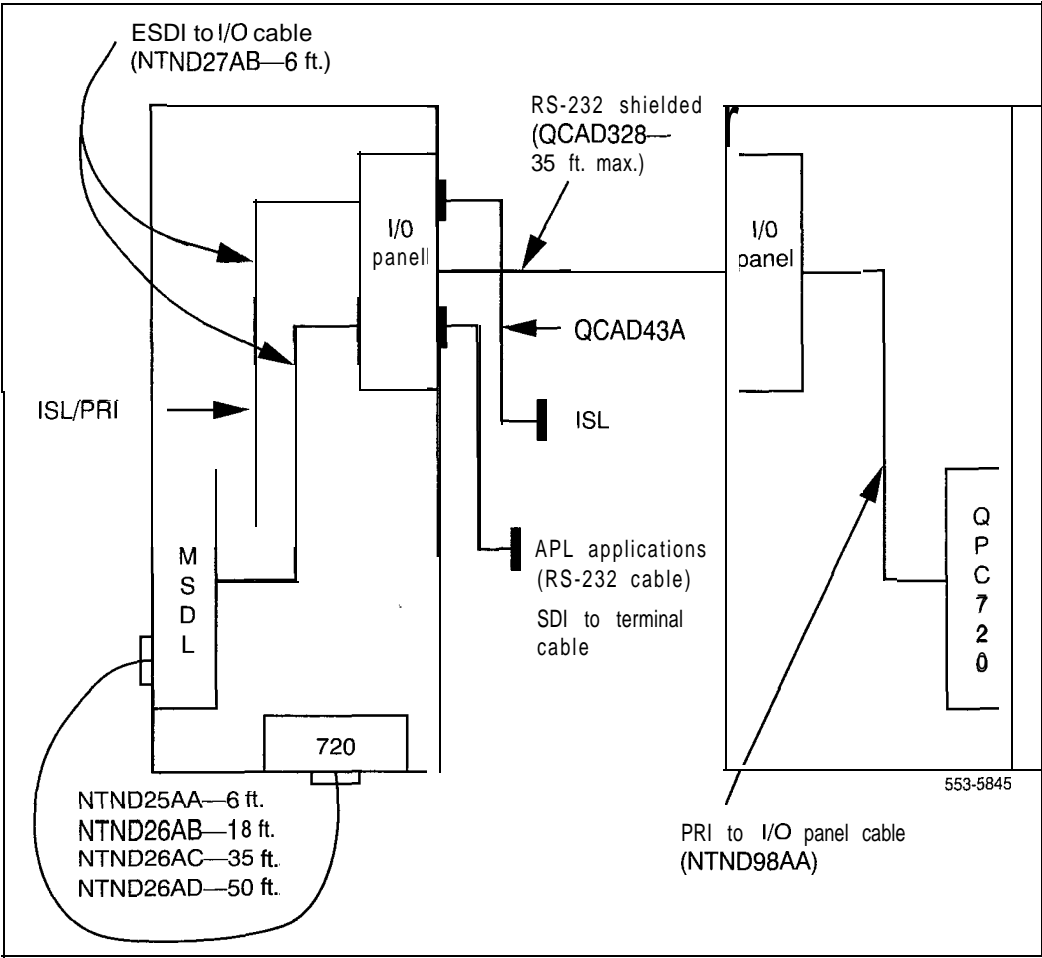 ESDI to I/O cable
(NTND27AB—6 ft.)
RS-232 shielded
(QCAD328—
35 ft. max.)
I/O
panel
I/O
panel
QCAD43A
ISL/PRI
ISL
M
S
D
L
APL applications
(RS-232 cable)
SDI to terminal
cable
Q
P
C
7
2
0
720
553-5845
NTND25AA—6 ft.
NTND26AB—18 ft.
NTND26AC—35 ft.
NTND26AD—50 ft.
PRI to I/O panel cable
(NTND98AA)